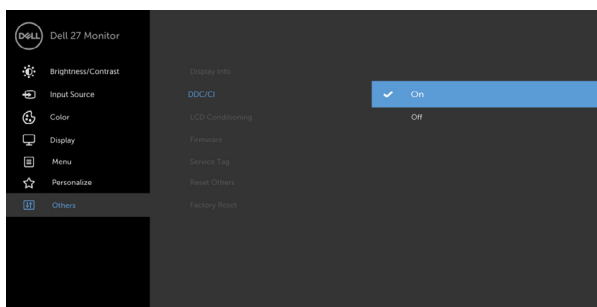 DELL Dell 27 Monitor
Brightness/Contrast
Input Source
Color
Display
Menu
Personalize
Others
Display Info
DDC/CI
LCD Conditioning
Firmware
Service Tag
Reset Others
Factory Reset
On
Off